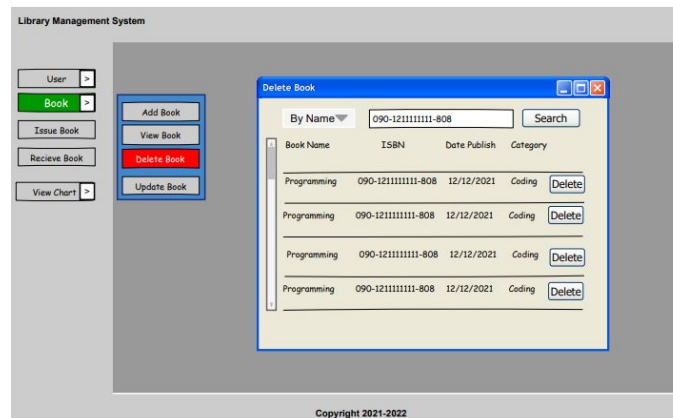 Library Management System
User >
Book >
Issue Book
Recieve Book
View Chart >
Add Book
View Book
Delete Book
Update Book
Delete Book
By Name 090-1211111111-808 Search
Book Name ISBN Date Publish Category
Programming 090-1211111111-808 12/12/2021 Coding Delete
Programming 090-1211111111-808 12/12/2021 Coding Delete
Programming 090-1211111111-808 12/12/2021 Coding Delete
Programming 090-1211111111-808 12/12/2021 Coding Delete
Copyright 2021-2022